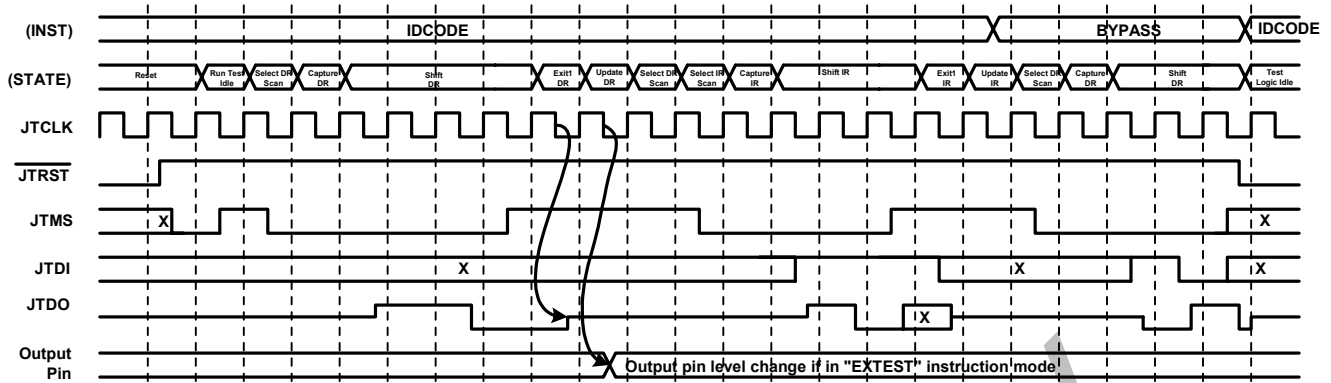 (INST) IDCODE BYPASS IDCODE
(STATE) Reset Run Test Idle Select DR Scan Capture DR Shift DR Exit1 DR Update DR Select DR Scan Select IR Scan Capture IR Shift IR Exit1 IR Update IR Select DR Scan Capture DR Shift DR Test Logic Idle
JTCLK
JTRST
JTMS X X
JTDI X X X
JTDO X
Output Pin Output pin level change if in "EXTEST" instruction mode